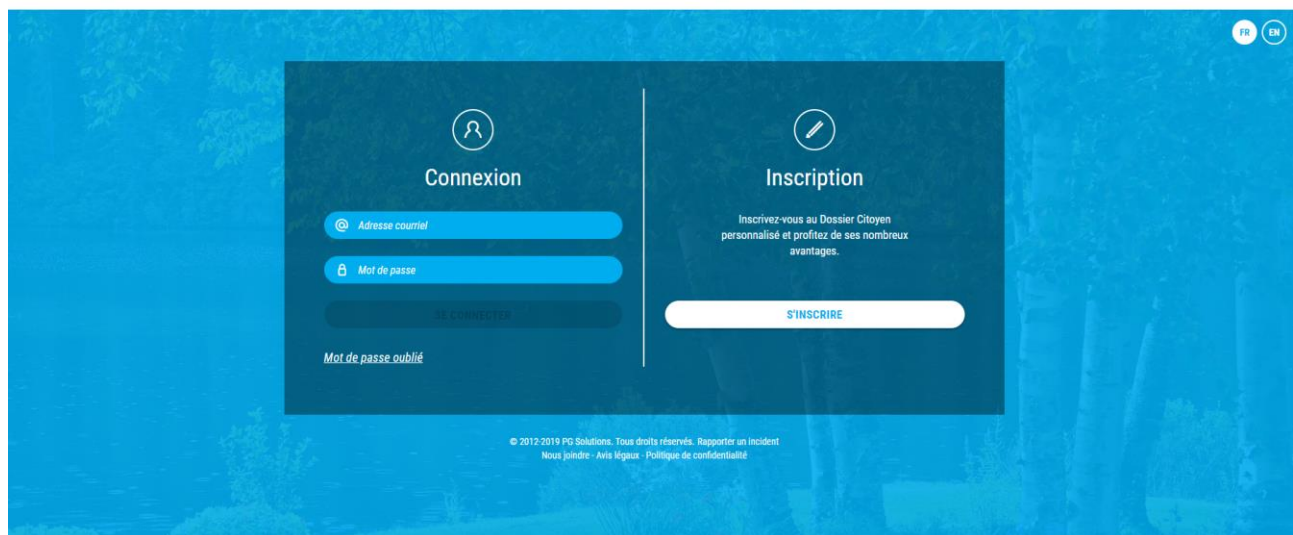 FR EN
Connexion
Adresse courriel
Mot de passe
SE CONNECTER
Mot de passe oublié
Inscription
Inscrivez-vous au Dossier Citoyen
personnalisé et profitez de ses nombreux
avantages.
S'INSCRIRE
© 2012-2019 PG Solutions. Tous droits réservés. Rapporter un incident
Nous joindre - Avis légaux - Politique de confidentialité